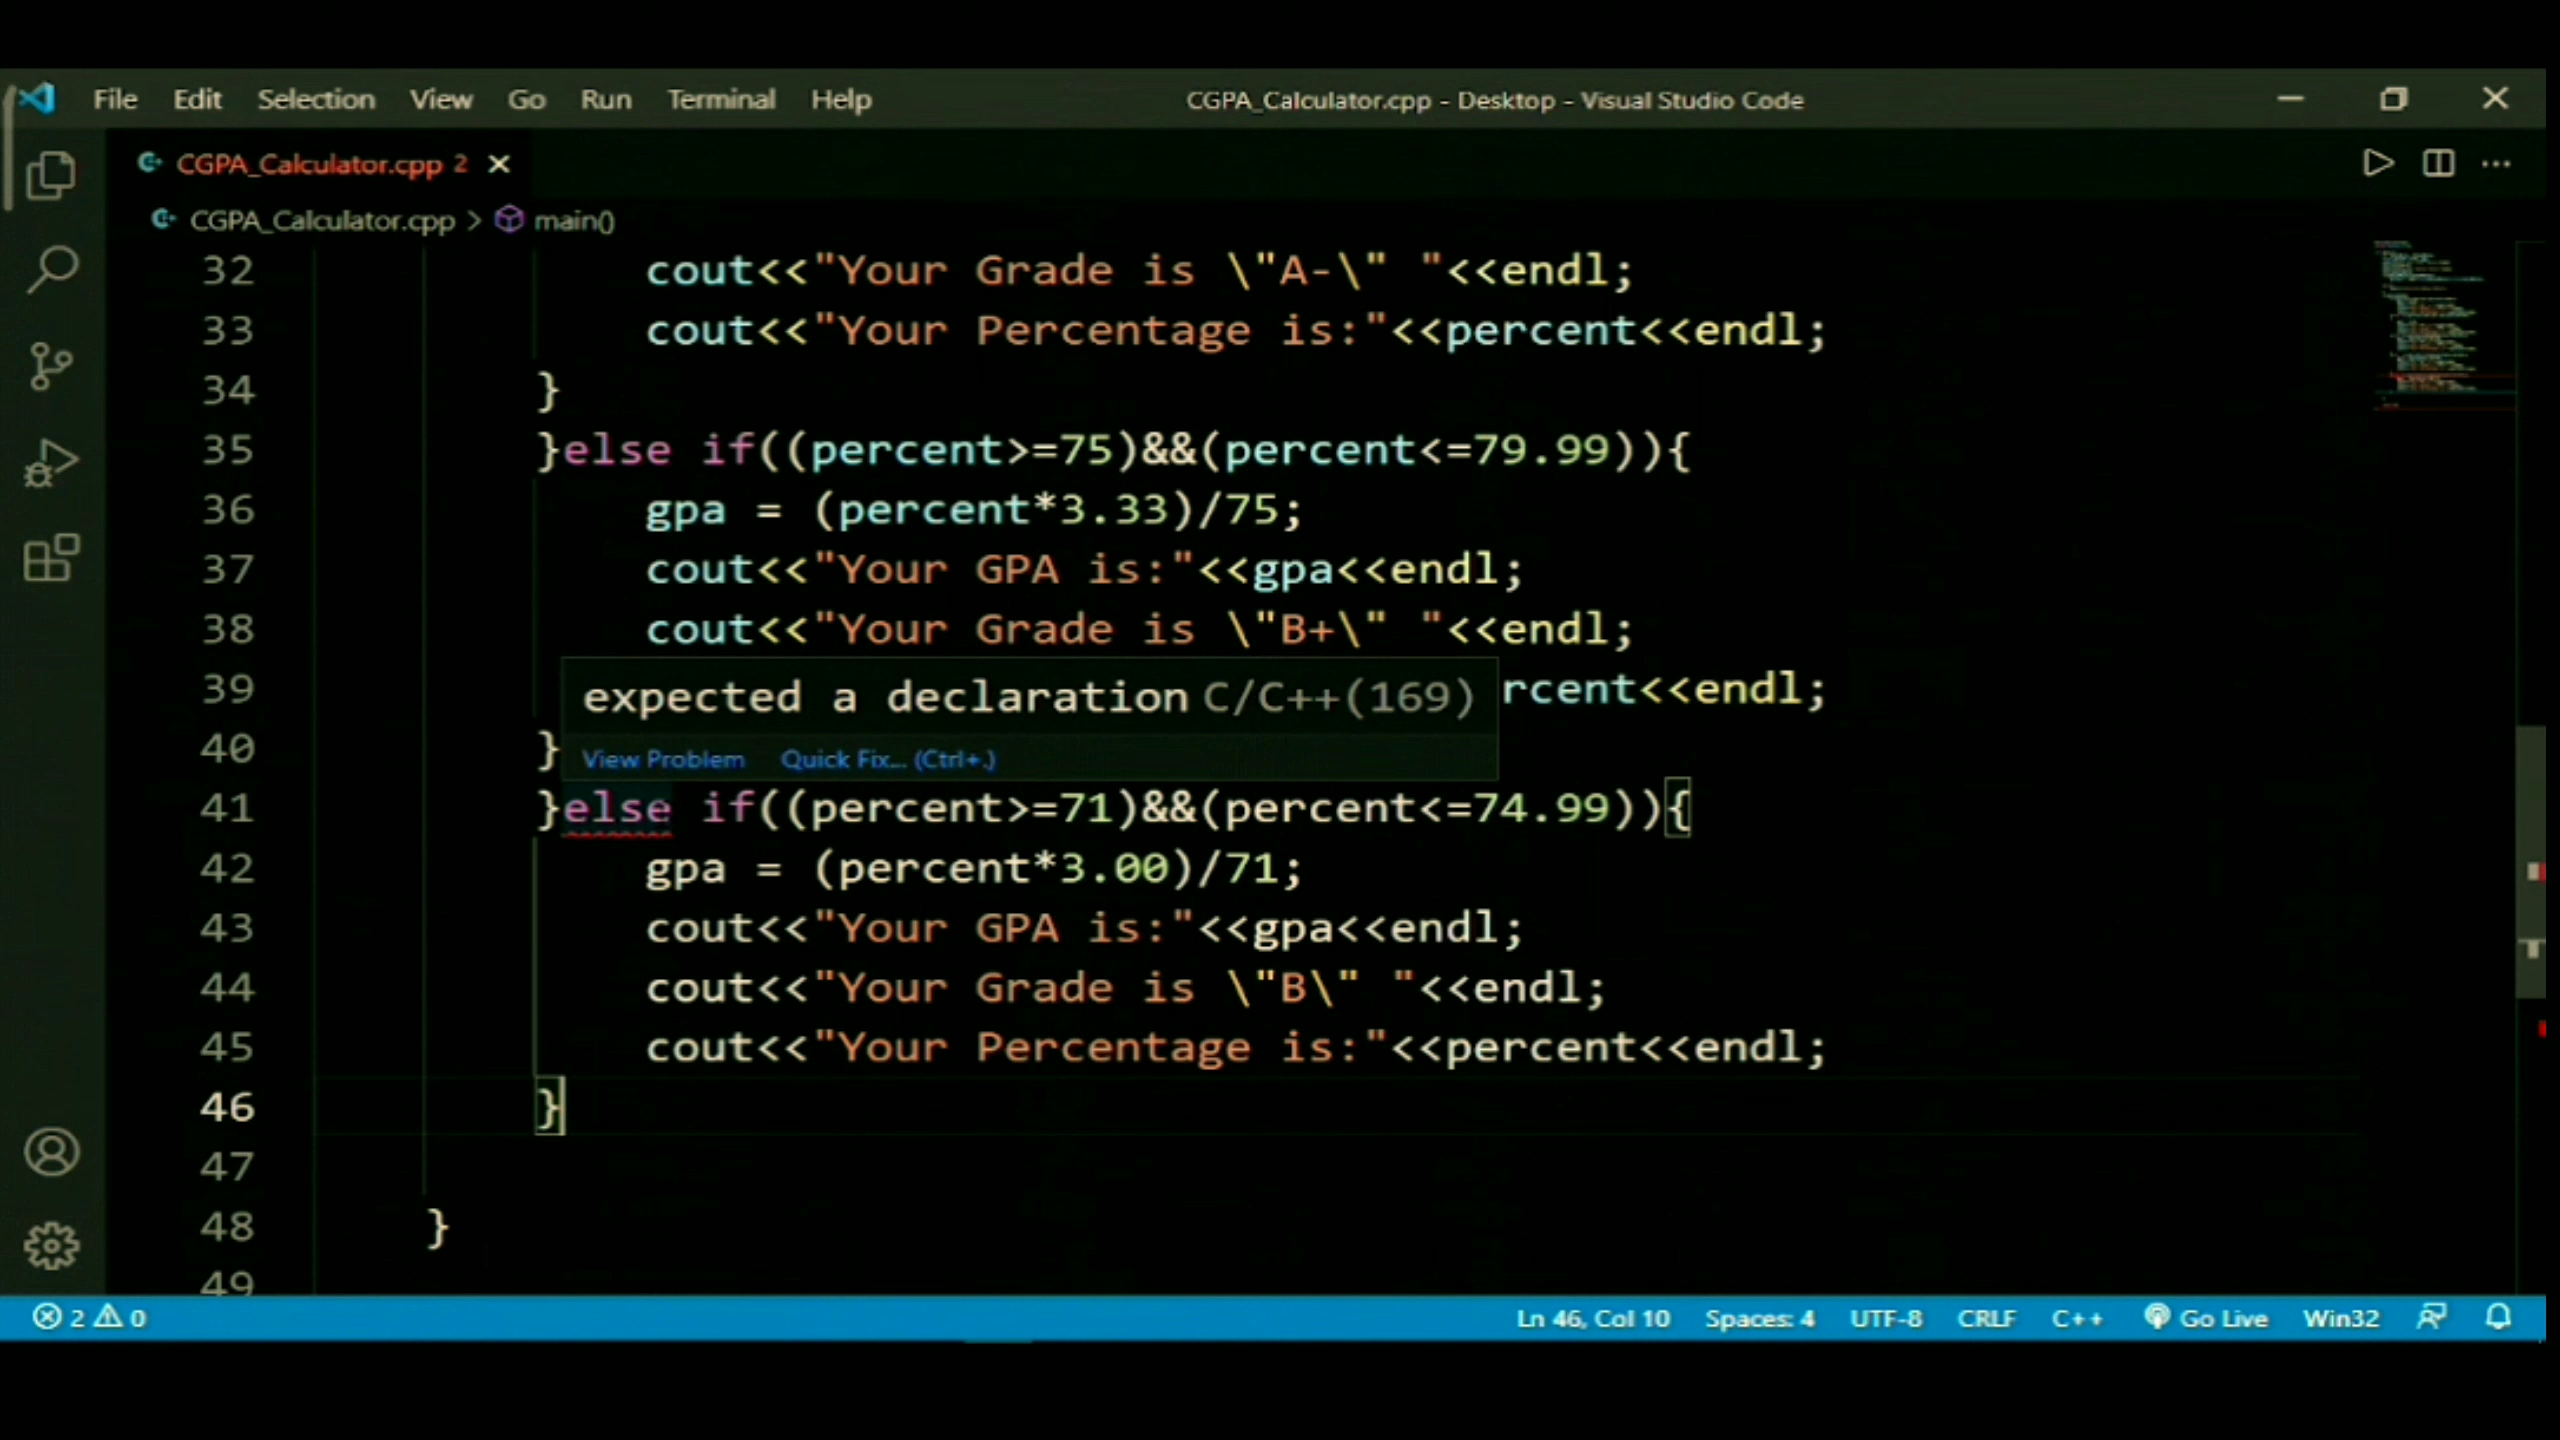 File Edit Selection View Go Run Terminal Help CGPA_Calculator.cpp - Desktop - Visual Studio Code
CGPA_Calculator.cpp 2
CGPA_Calculator.cpp > main()
32 cout<<"Your Grade is \"A-\" "<<endl;
33 cout<<"Your Percentage is:"<<percent<<endl;
34 }
35 }else if((percent>=75)&&(percent<=79.99)){
36 gpa = (percent*3.33)/75;
37 cout<<"Your GPA is:"<<gpa<<endl;
38 cout<<"Your Grade is \"B+\" "<<endl;
39 rcent<<endl;
expected a declaration C/C++(169)
40 }
View Problem Quick Fix... (Ctrl+.)
41 }else if((percent>=71)&&(percent<=74.99)){
42 gpa = (percent*3.00)/71;
43 cout<<"Your GPA is:"<<gpa<<endl;
44 cout<<"Your Grade is \"B\" "<<endl;
45 cout<<"Your Percentage is:"<<percent<<endl;
46 }
47
48 }
49
2 0 Ln 46, Col 10 Spaces: 4 UTF-8 CRLF C++ Go Live Win32